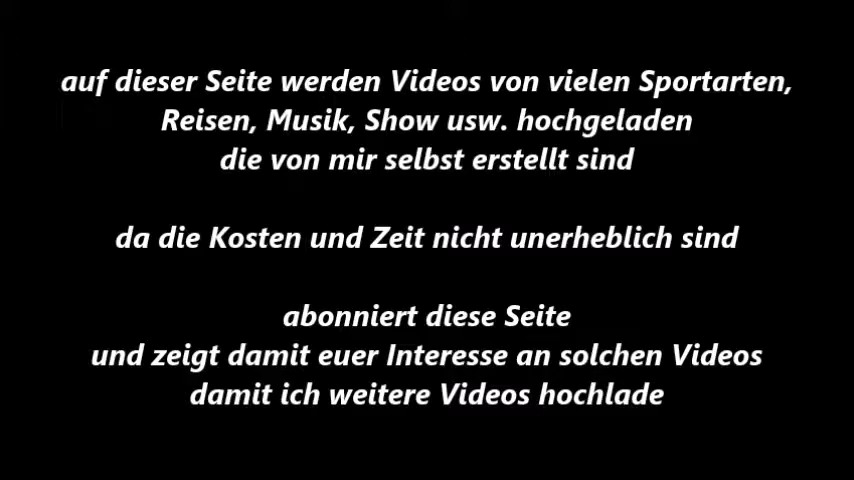 auf dieser Seite werden Videos von vielen Sportarten,
Reisen, Musik, Show usw. hochgeladen
die von mir selbst erstellt sind
da die Kosten und Zeit nicht unerheblich sind
abonniert diese Seite
und zeigt damit euer Interesse an solchen Videos
damit ich weitere Videos hochlade